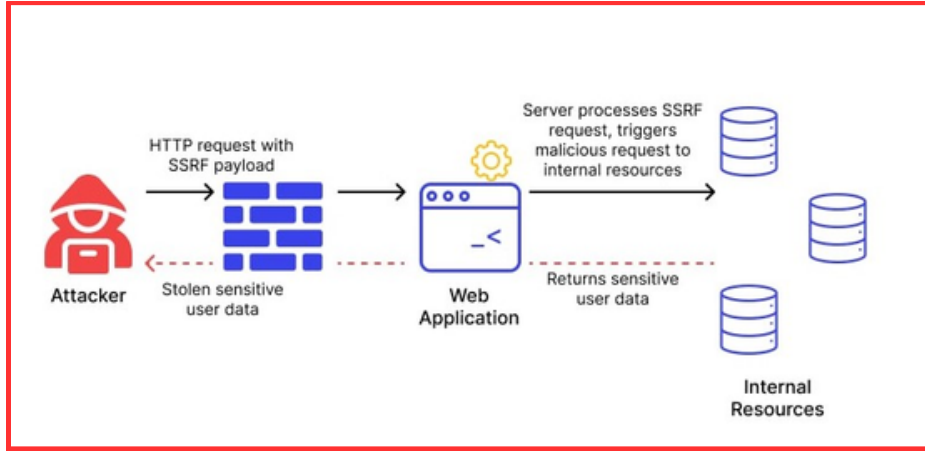 HTTP request with
SSRF payload
Server processes SSRF
request, triggers
malicious request to
internal resources
_<
Attacker
Stolen sensitive
user data
Web
Application
Returns sensitive
user data
Internal
Resources